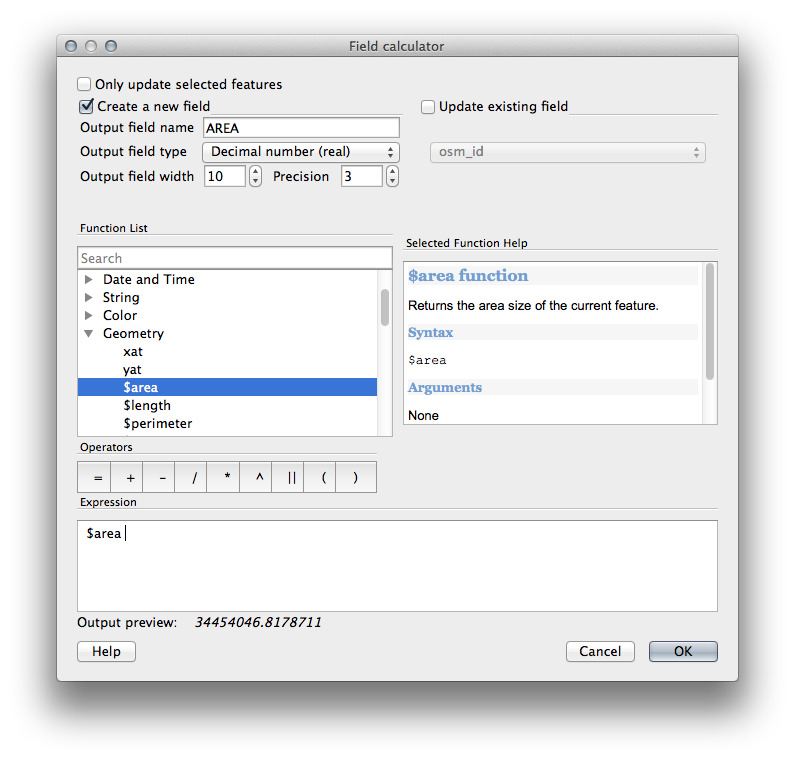 Field calculator
Only update selected features
Create a new field
Update existing field
Output field name AREA
Output field type Decimal number (real)
osm_id
Output field width 10 Precision 3
Function List
Search
Date and Time
String
Color
Geometry
xat
yat
$area
$length
$perimeter
Selected Function Help
$area function
Returns the area size of the current feature.
Syntax
$area
Arguments
None
Operators
= + - / * ^ || ( )
Expression
$area
Output preview: 34454046.8178711
Help Cancel OK